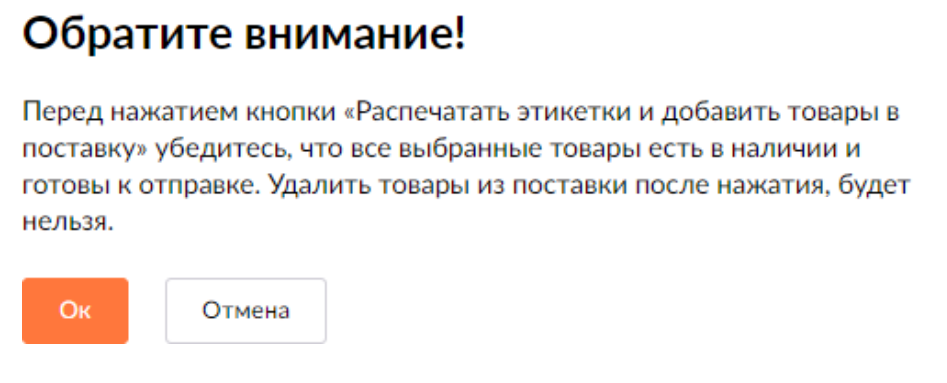 Обратите внимание!
Перед нажатием кнопки «Распечатать этикетки и добавить товары в
поставку» убедитесь, что все выбранные товары есть в наличии и
готовы к отправке. Удалить товары из поставки после нажатия, будет
нельзя.
Ок
Отмена